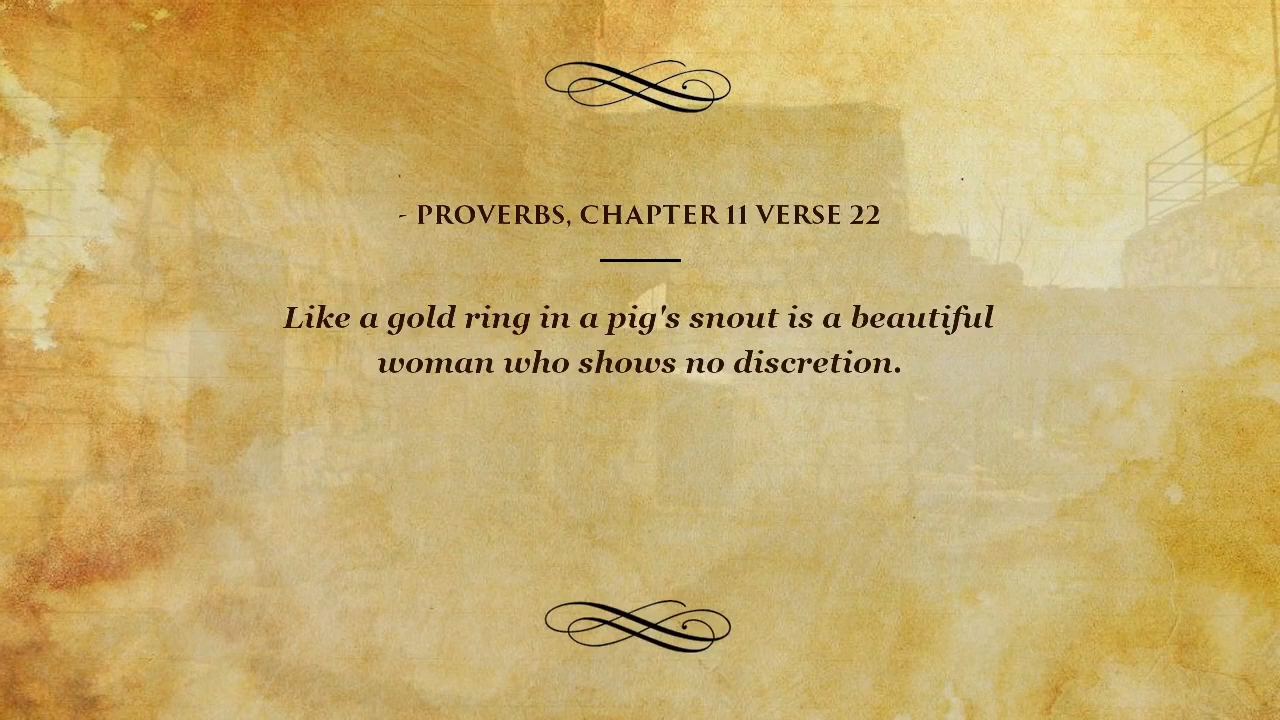 - PROVERBS, CHAPTER 11 VERSE 22
Like a gold ring in a pig's snout is a beautiful
woman who shows no discretion.